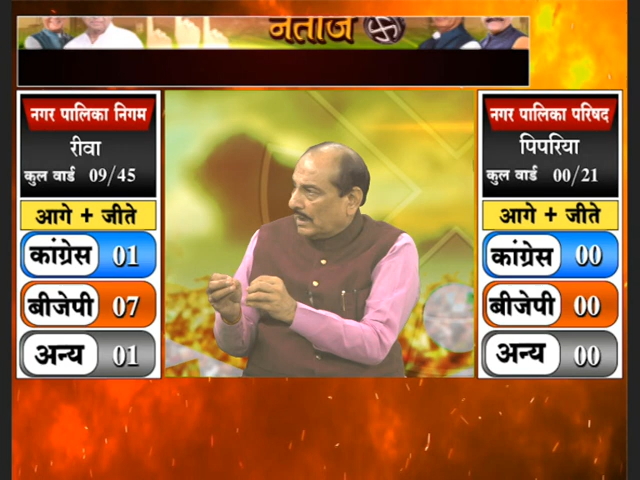 नतीजे
नगर पालिका निगम
रीवा
कुल वार्ड 09/45
आगे + जीते
कांग्रेस 01
बीजेपी 07
अन्य 01
नगर पालिका परिषद
पिपरिया
कुल वार्ड 00/21
आगे + जीते
कांग्रेस 00
बीजेपी 00
अन्य 00